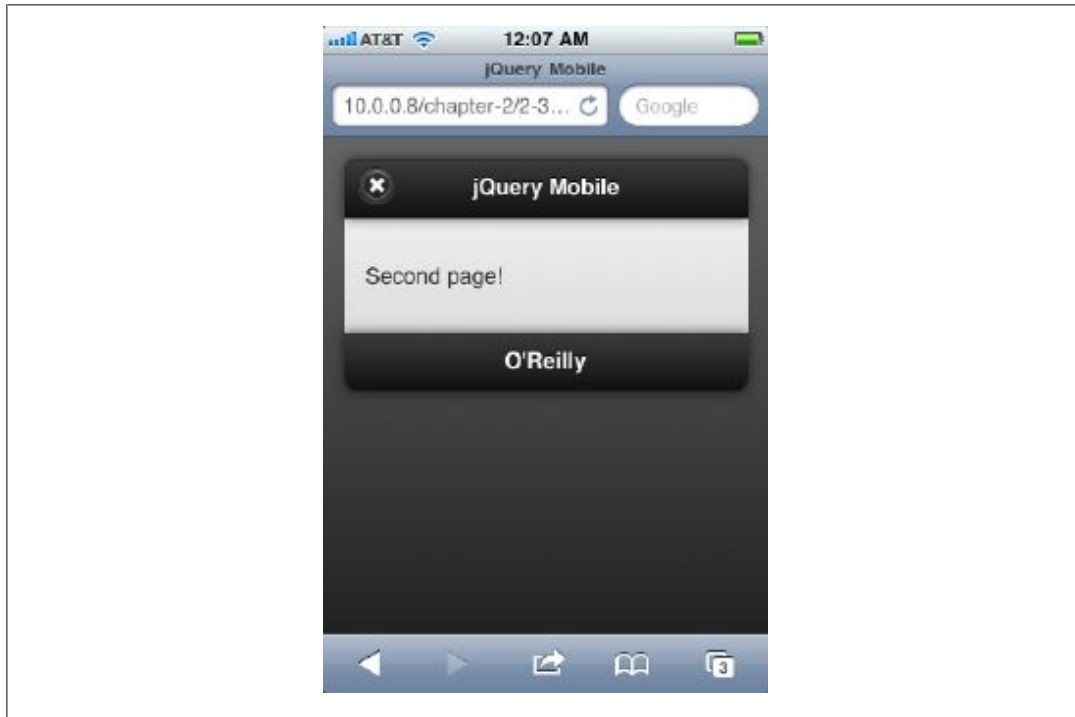 AT&T 12:07 AM
jQuery Mobile
10.0.0.8/chapter-2/2-3... Google
jQuery Mobile
Second page!
O'Reilly
3